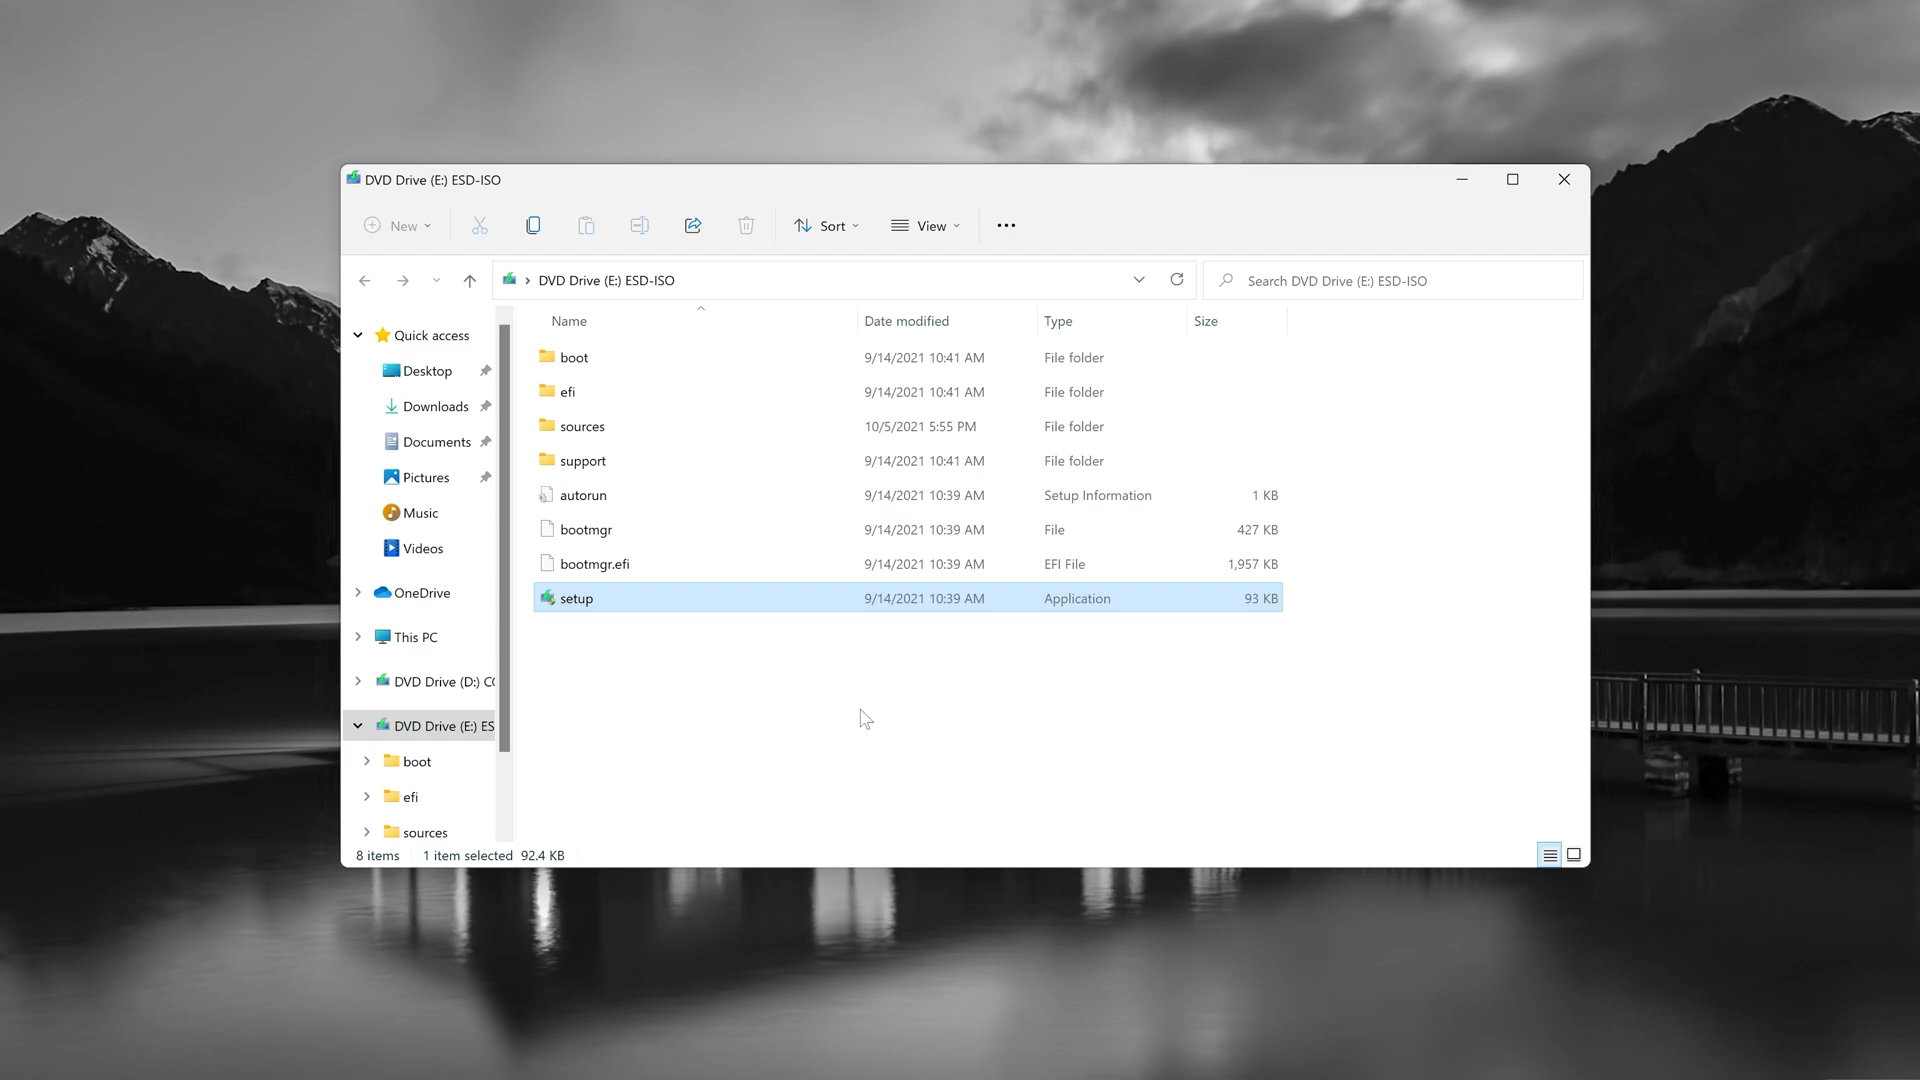 DVD Drive (E:) ESD-ISO
New
Sort
View
DVD Drive (E:) ESD-ISO
Search DVD Drive (E:) ESD-ISO
Quick access
Desktop
Downloads
Documents
Pictures
Music
Videos
OneDrive
This PC
DVD Drive (D:) CC
DVD Drive (E:) ES
boot
efi
sources
Name Date modified Type Size
boot 9/14/2021 10:41 AM File folder
efi 9/14/2021 10:41 AM File folder
sources 10/5/2021 5:55 PM File folder
support 9/14/2021 10:41 AM File folder
autorun 9/14/2021 10:39 AM Setup Information 1 KB
bootmgr 9/14/2021 10:39 AM File 427 KB
bootmgr.efi 9/14/2021 10:39 AM EFI File 1,957 KB
setup 9/14/2021 10:39 AM Application 93 KB
8 items 1 item selected 92.4 KB